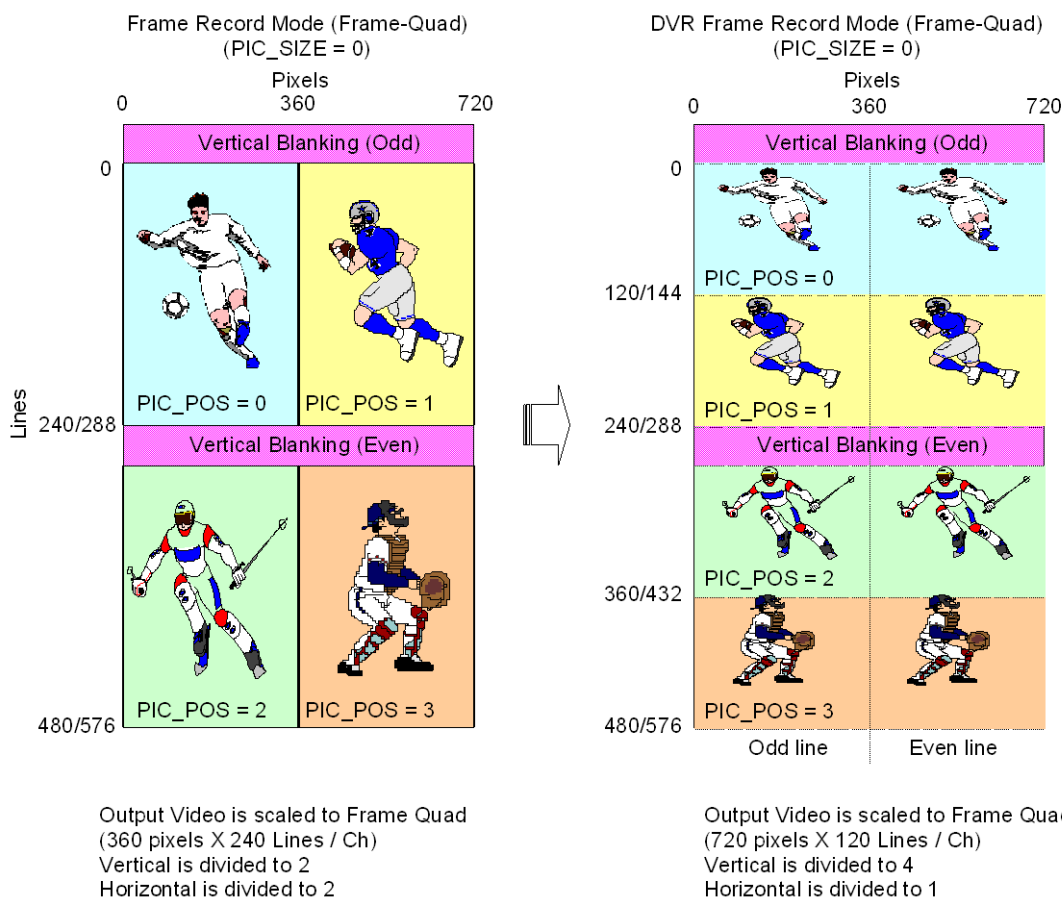 Frame Record Mode (Frame-Quad)
(PIC_SIZE = 0)
Pixels
0 360 720
Vertical Blanking (Odd)
0
PIC_POS = 0
PIC_POS = 1
Lines
240/288
Vertical Blanking (Even)
PIC_POS = 2
PIC_POS = 3
480/576
Output Video is scaled to Frame Quad
(360 pixels X 240 Lines / Ch)
Vertical is divided to 2
Horizontal is divided to 2
DVR Frame Record Mode (Frame-Quad)
(PIC_SIZE = 0)
Pixels
0 360 720
Vertical Blanking (Odd)
0
PIC_POS = 0
120/144
PIC_POS = 1
240/288
Vertical Blanking (Even)
PIC_POS = 2
360/432
PIC_POS = 3
480/576
Odd line Even line
Output Video is scaled to Frame Quad
(720 pixels X 120 Lines / Ch)
Vertical is divided to 4
Horizontal is divided to 1